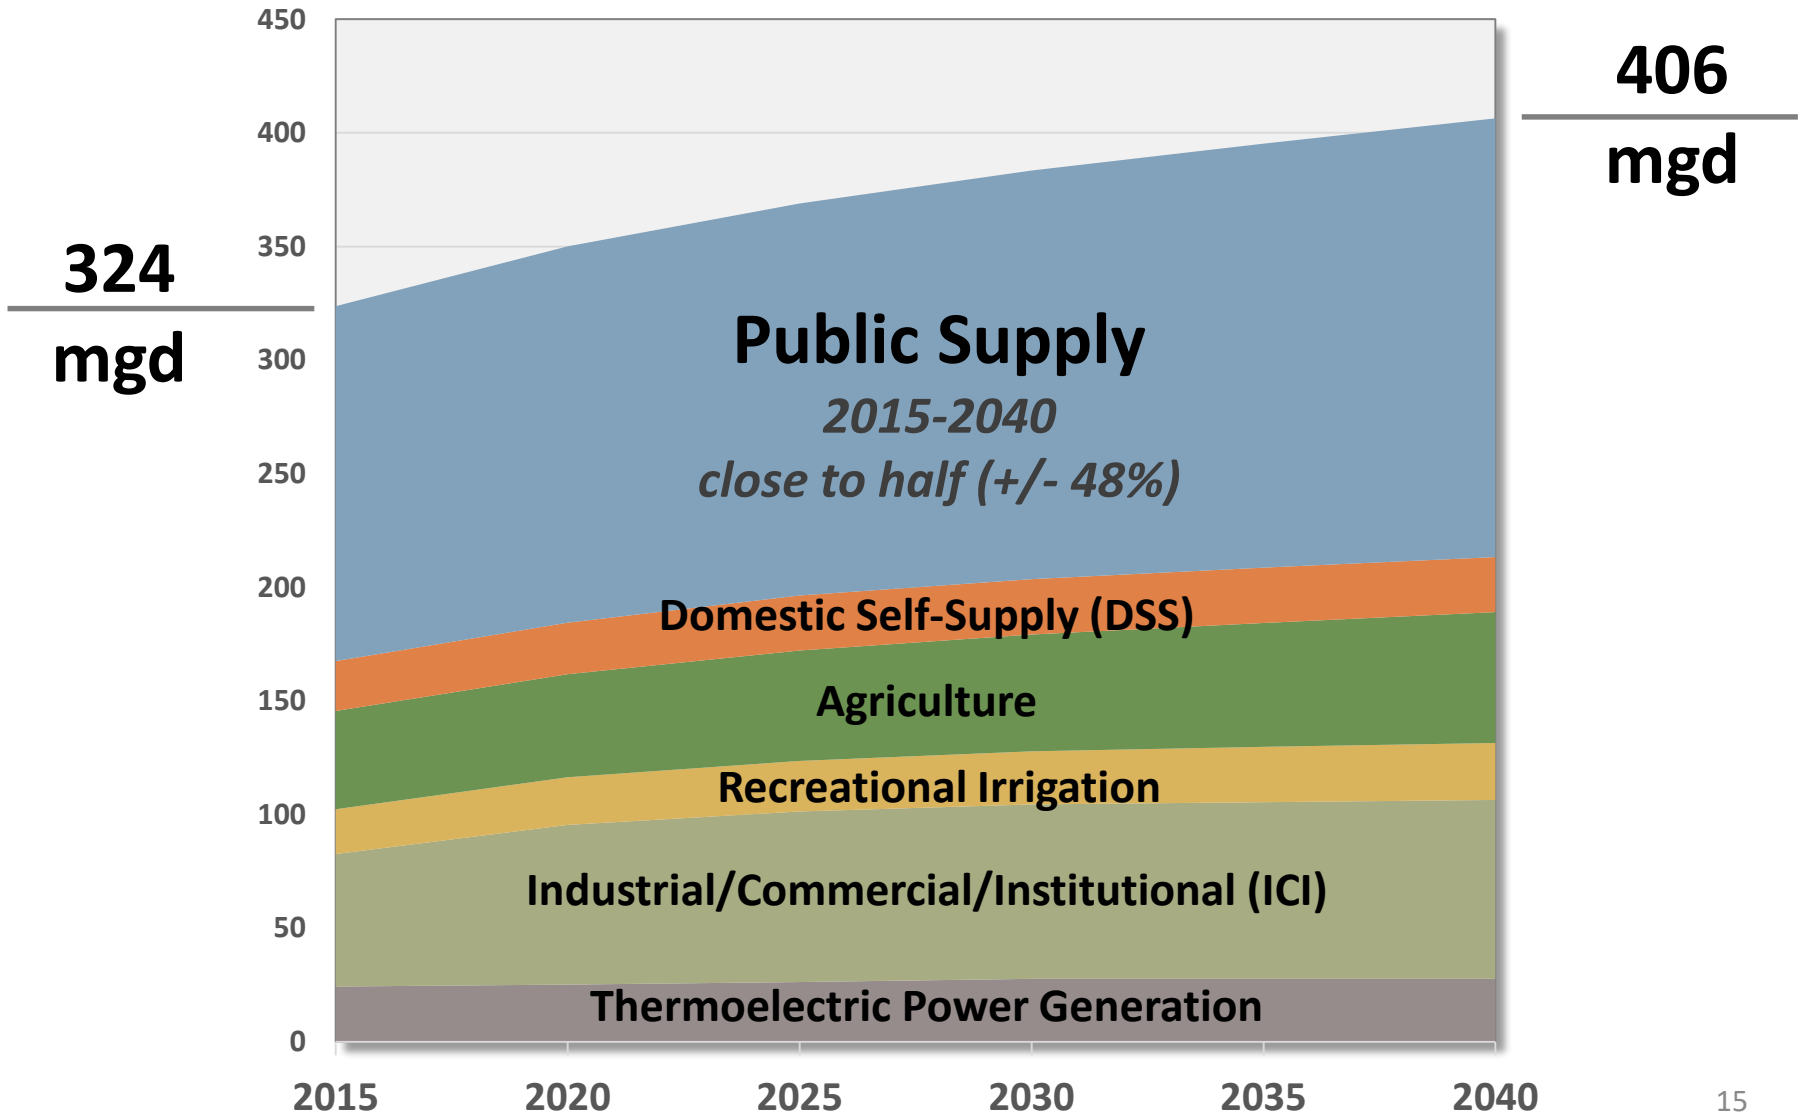 450
400
350
300
250
200
150
100
50
0
324
mgd
406
mgd
Public Supply
2015-2040
close to half (+/- 48%)
Domestic Self-Supply (DSS)
Agriculture
Recreational Irrigation
Industrial/Commercial/Institutional (ICI)
Thermoelectric Power Generation
2015 2020 2025 2030 2035 2040
15